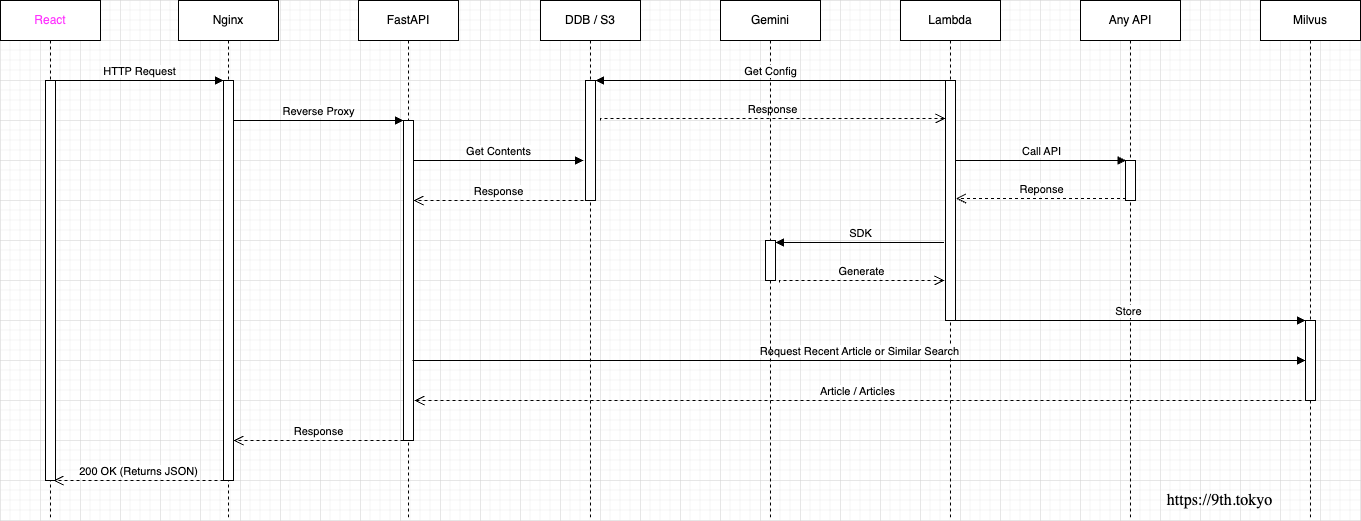 React
Nginx
FastAPI
DDB / S3
Gemini
Lambda
Any API
Milvus
HTTP Request
Get Config
Reverse Proxy
Response
Get Contents
Call API
Response
Reponse
SDK
Generate
Store
Request Recent Article or Similar Search
Article / Articles
Response
200 OK (Returns JSON)
https://9th.tokyo